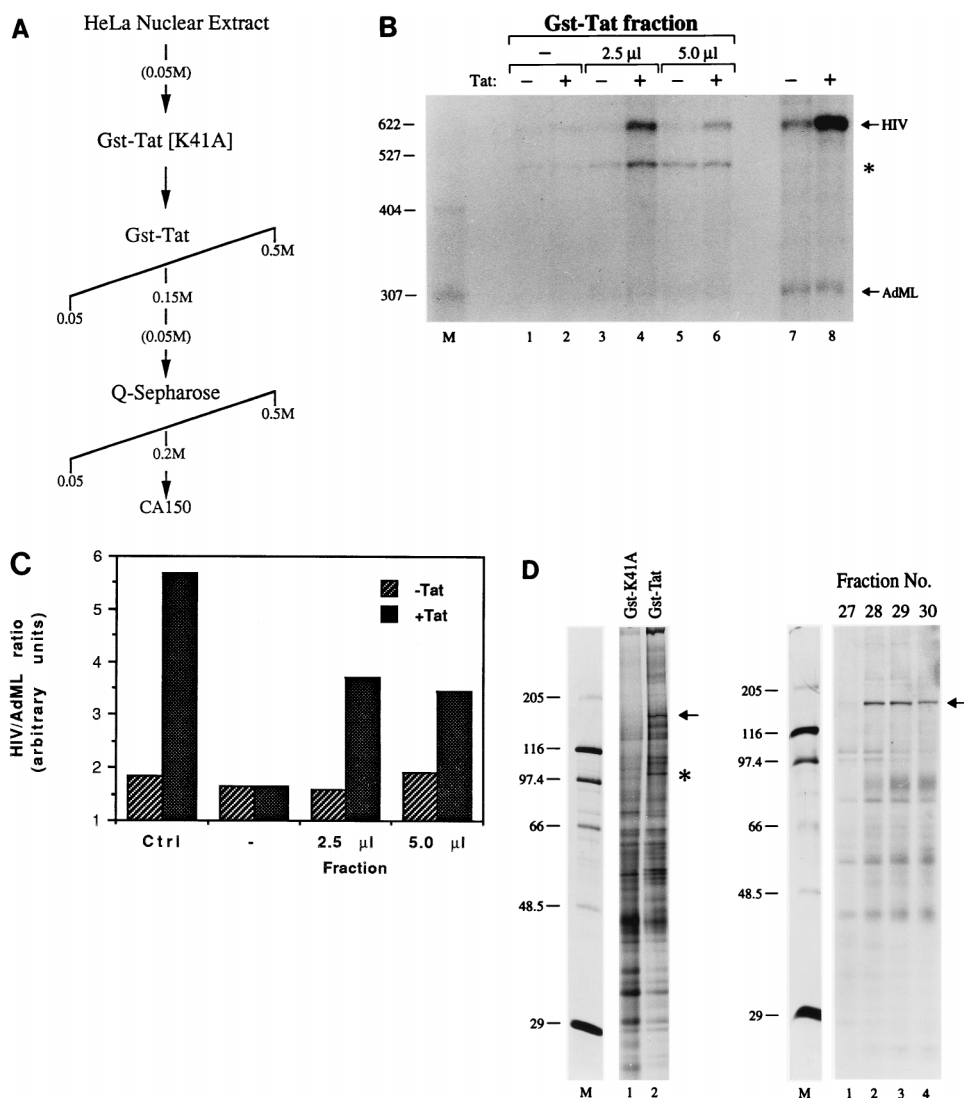 A
HeLa Nuclear Extract
(0.05M)
Gst-Tat [K41A]
Gst-Tat
0.5M
0.05
0.15M
(0.05M)
Q-Sepharose
0.5M
0.05
0.2M
CA150
B
Gst-Tat fraction
– 2.5 µl 5.0 µl
Tat: – + – + – + – +
622
527
404
307
HIV
*
AdML
M 1 2 3 4 5 6 7 8
C
HIV/AdML ratio
(arbitrary units)
6
5
4
3
2
1
-Tat
+Tat
Ctrl - 2.5 µl 5.0 µl
Fraction
D
Gst-K41A
Gst-Tat
205
116
97.4
66
48.5
29
*
M 1 2
Fraction No.
27 28 29 30
205
116
97.4
66
48.5
29
M 1 2 3 4